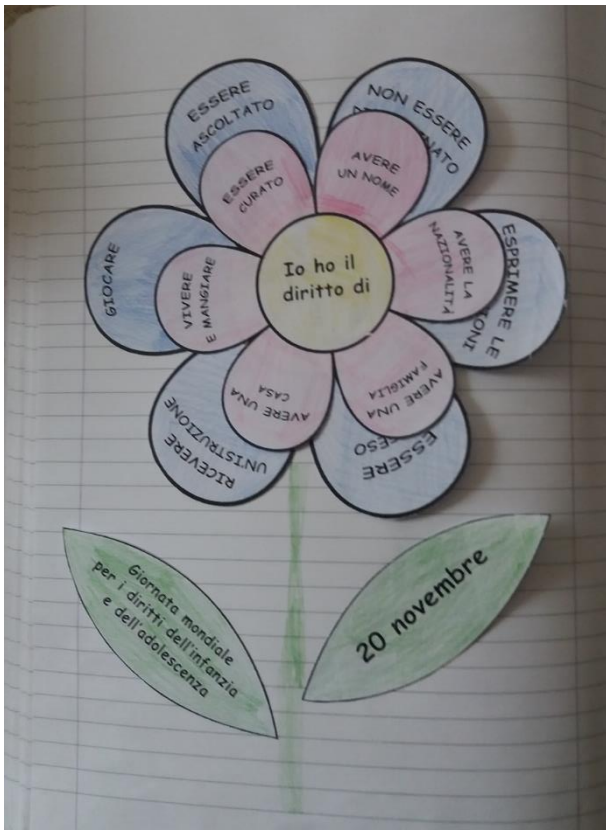 Io ho il
diritto di
AVERE
UN NOME
AVERE LA
NAZIONALITÀ
AVERE UNA
FAMIGLIA
AVERE UNA
CASA
VIVERE
E MANGIARE
ESSERE
CURATO
NON ESSERE
ESPRIMERE LE
ESSERE
RICEVERE
UN'ISTRUZIONE
GIOCARE
ESSERE
ASCOLTATO
Giornata mondiale
per i diritti dell'infanzia
e dell'adolescenza
20 novembre